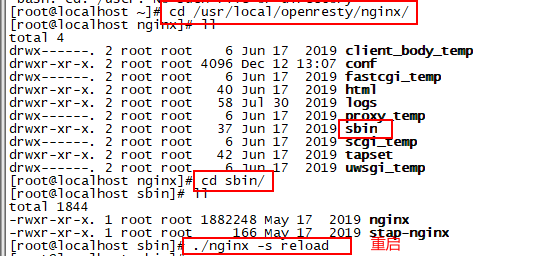 -bash: cd: /usr: No such file or directory
[root@localhost ~]# cd /usr/local/openresty/nginx/
[root@localhost nginx]# ll
total 4
drwx------. 2 root root    6 Jun 17  2019 client_body_temp
drwxr-xr-x. 2 root root 4096 Dec 12 13:07 conf
drwx------. 2 root root    6 Jun 17  2019 fastcgi_temp
drwxr-xr-x. 2 root root   40 Jun 17  2019 html
drwxr-xr-x. 2 root root   58 Jul 30  2019 logs
drwx------. 2 root root    6 Jun 17  2019 proxy_temp
drwxr-xr-x. 2 root root   37 Jun 17  2019 sbin
drwx------. 2 root root    6 Jun 17  2019 scgi_temp
drwxr-xr-x. 2 root root   42 Jun 17  2019 tapset
drwx------. 2 root root    6 Jun 17  2019 uwsgi_temp
[root@localhost nginx]# cd sbin/
[root@localhost sbin]# ll
total 1844
-rwxr-xr-x. 1 root root 1882248 May 17  2019 nginx
-rwxr-xr-x. 1 root root     166 May 17  2019 stap-nginx
[root@localhost sbin]# ./nginx -s reload 重启